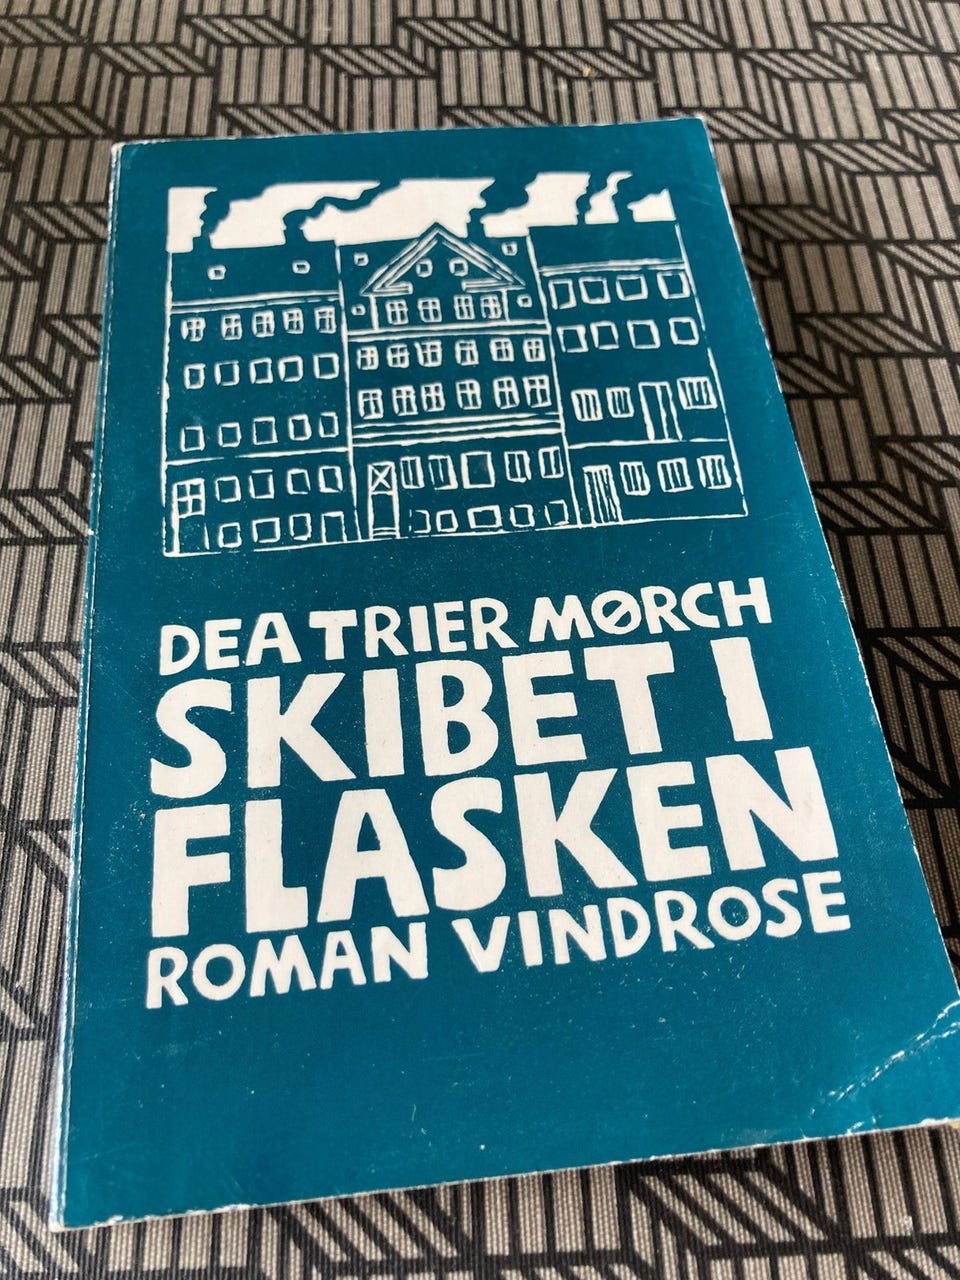 DEA TRIER MØRCH
SKIBET I
FLASKEN
ROMAN VINDROSE